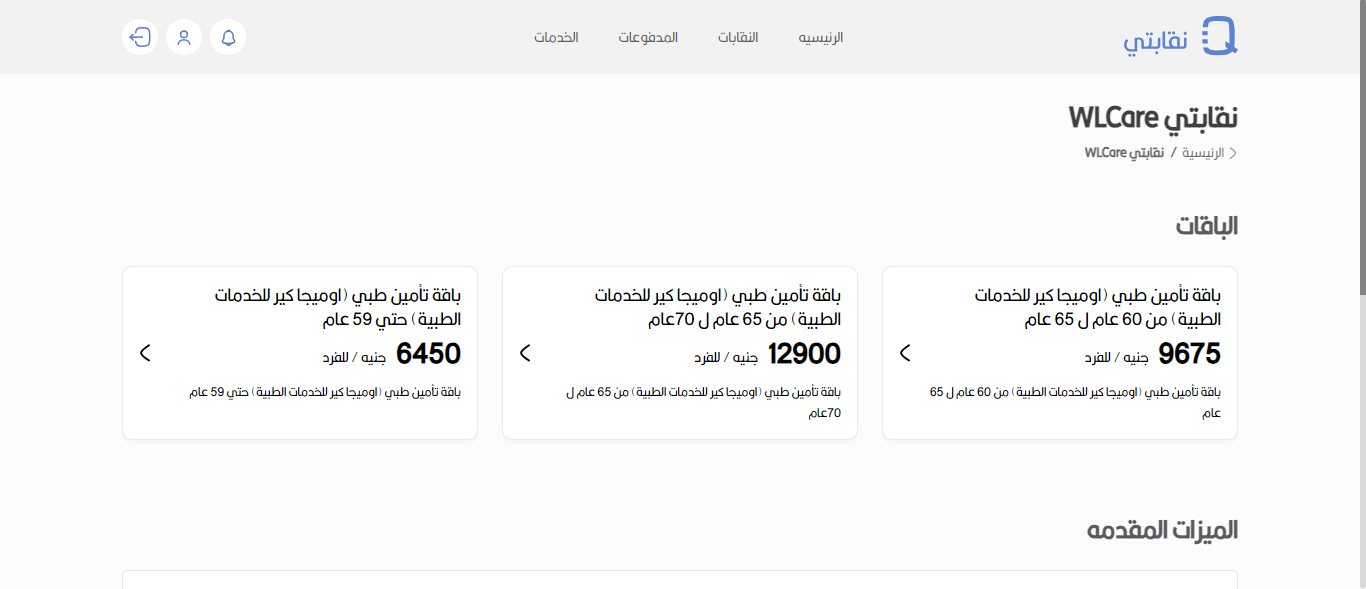 نقابتي
الرئيسيه
النقابات
المدفوعات
الخدمات
نقابتي WLCare
الرئيسية / نقابتي WLCare
الباقات
باقة تأمين طبي (اوميجا كير للخدمات
الطبية) من 60 عام ل 65 عام
9675 جنيه / للفرد
باقة تأمين طبي (اوميجا كير للخدمات الطبية) من 60 عام ل 65
عام
باقة تأمين طبي (اوميجا كير للخدمات
الطبية) من 65 عام ل 70عام
12900 جنيه / للفرد
باقة تأمين طبي (اوميجا كير للخدمات الطبية) من 65 عام ل
70عام
باقة تأمين طبي (اوميجا كير للخدمات
الطبية) حتي 59 عام
6450 جنيه / للفرد
باقة تأمين طبي (اوميجا كير للخدمات الطبية) حتي 59 عام
الميزات المقدمه